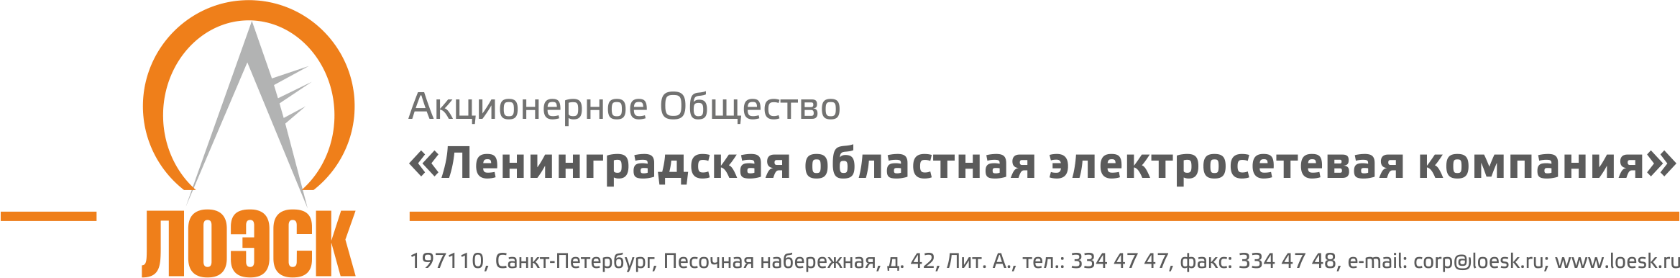 Акционерное Общество
«Ленинградская областная электросетевая компания»
ЛОЭСК
197110, Санкт-Петербург, Песочная набережная, д. 42, Лит. А., тел.: 334 47 47, факс: 334 47 48, e-mail: corp@loesk.ru; www.loesk.ru